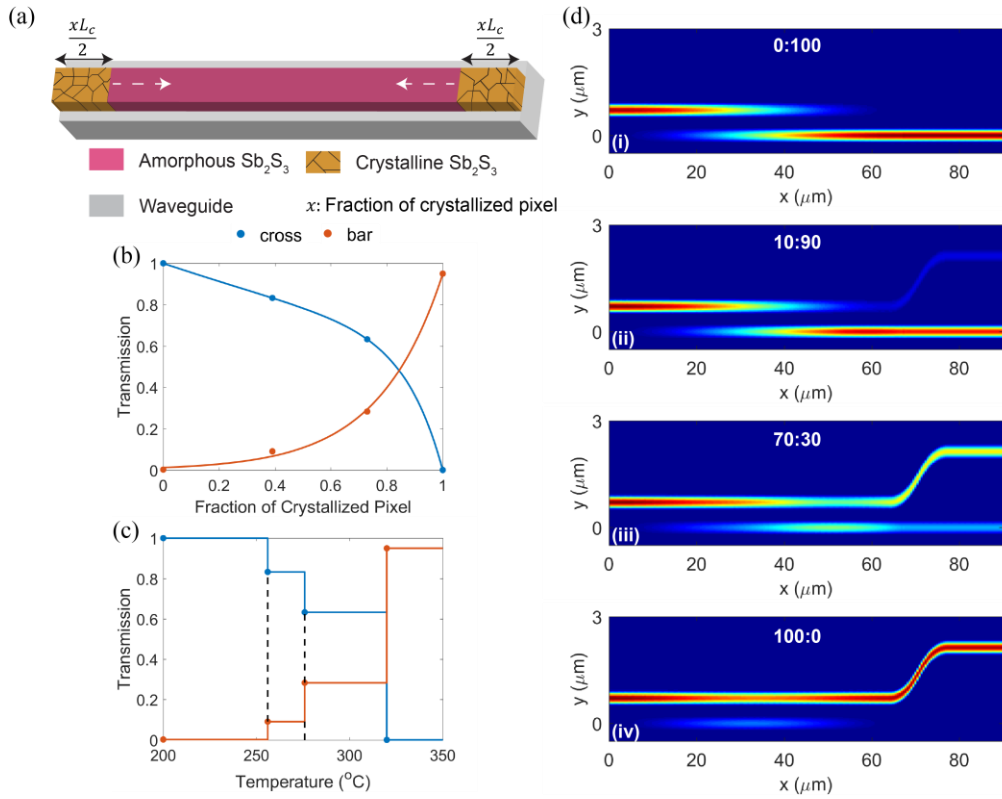 (a)
xL_c
2
xL_c
2
Amorphous Sb₂S₃
Crystalline Sb₂S₃
Waveguide
x: Fraction of crystallized pixel
cross
bar
(b)
Transmission
1
0.8
0.6
0.4
0.2
0
0
0.2
0.4
0.6
0.8
1
Fraction of Crystallized Pixel
(c)
Transmission
1
0.8
0.6
0.4
0.2
0
200
250
300
350
Temperature (°C)
(d)
3
0:100
y (μm)
0
(i)
0
20
40
60
80
x (μm)
3
10:90
y (μm)
0
(ii)
0
20
40
60
80
x (μm)
3
70:30
y (μm)
0
(iii)
0
20
40
60
80
x (μm)
3
100:0
y (μm)
0
(iv)
0
20
40
60
80
x (μm)